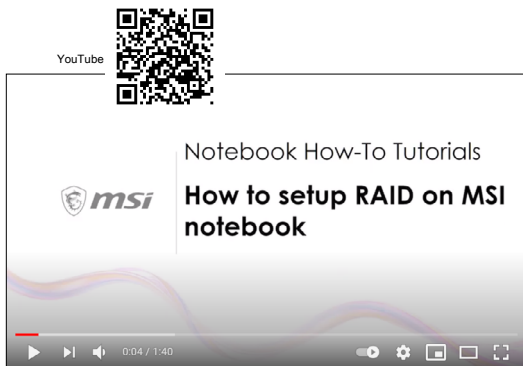 YouTube
Notebook How-To Tutorials
msi
How to setup RAID on MSI
notebook
0:04 / 1:40